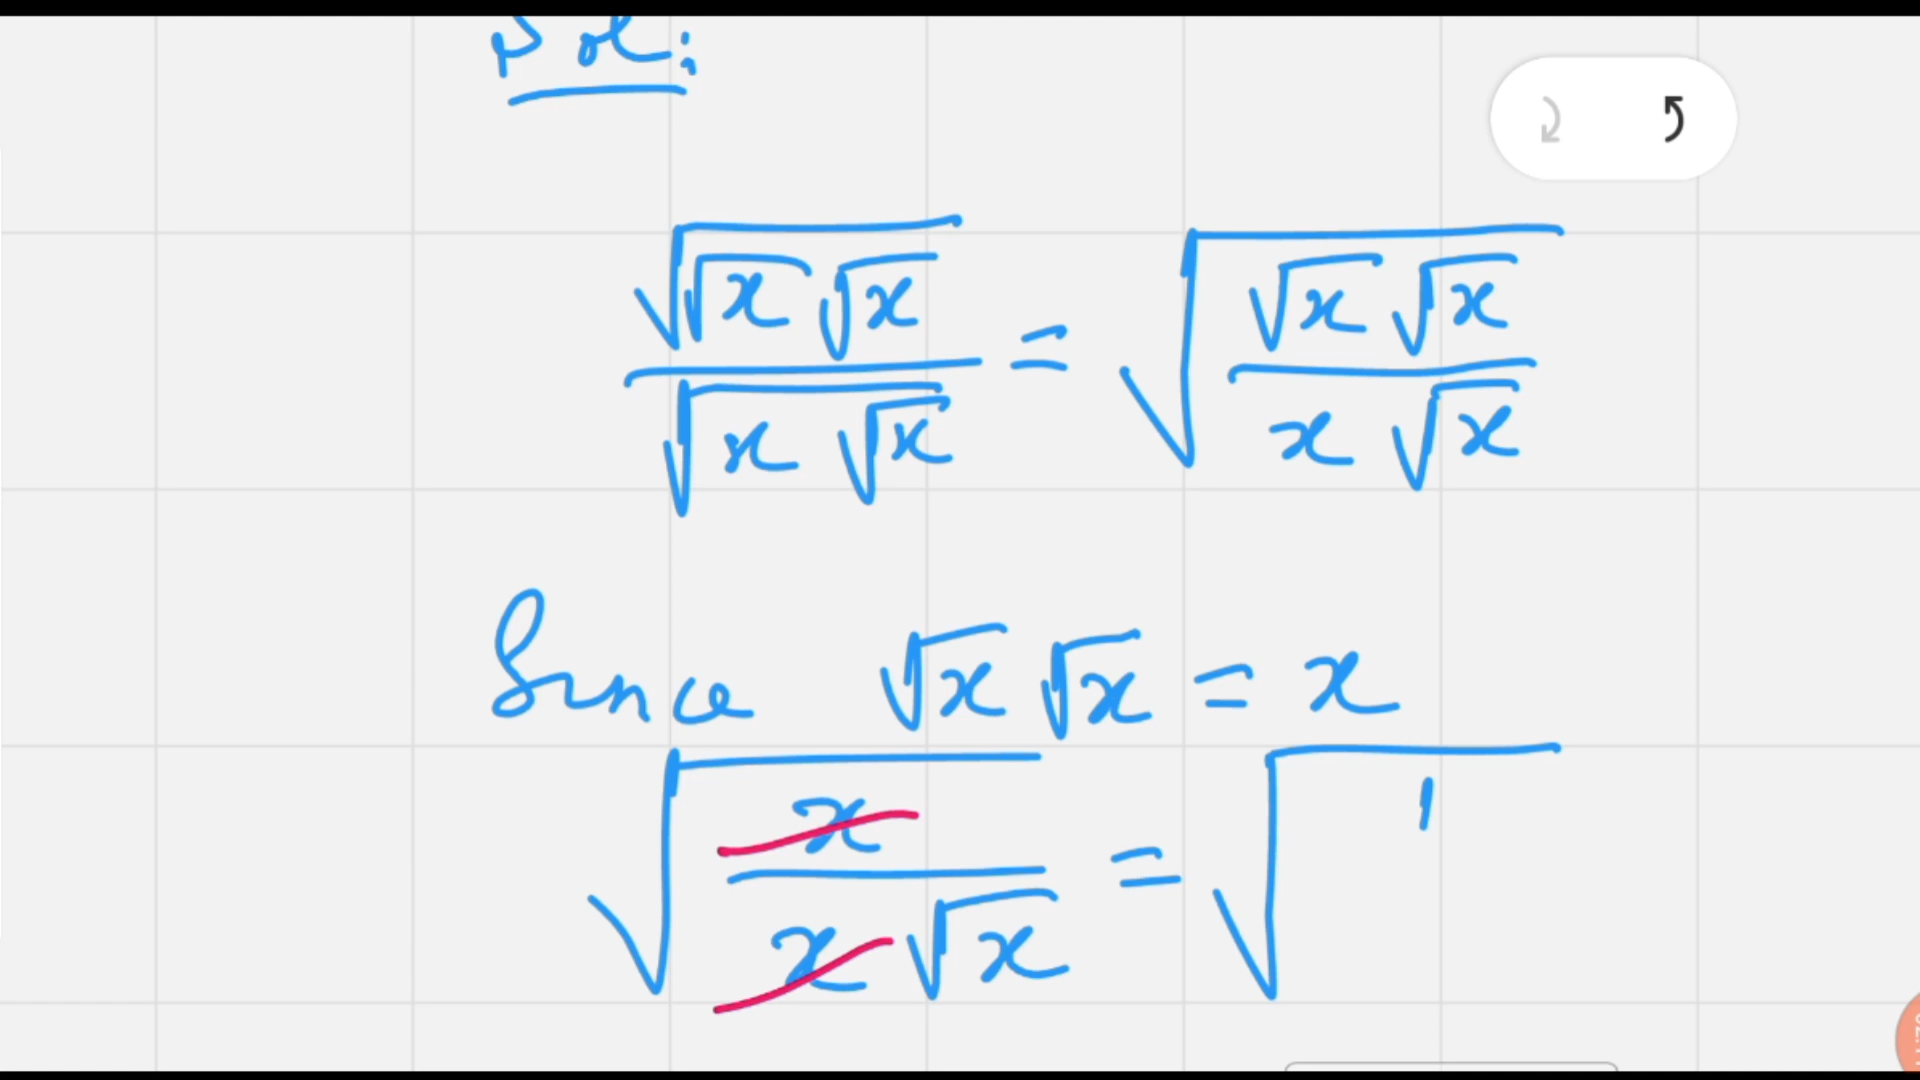 Sol:
√(√x√x) / √(x√x) = √(√x√x / x√x)
Since √x√x = x
√(x / x√x) = √(1